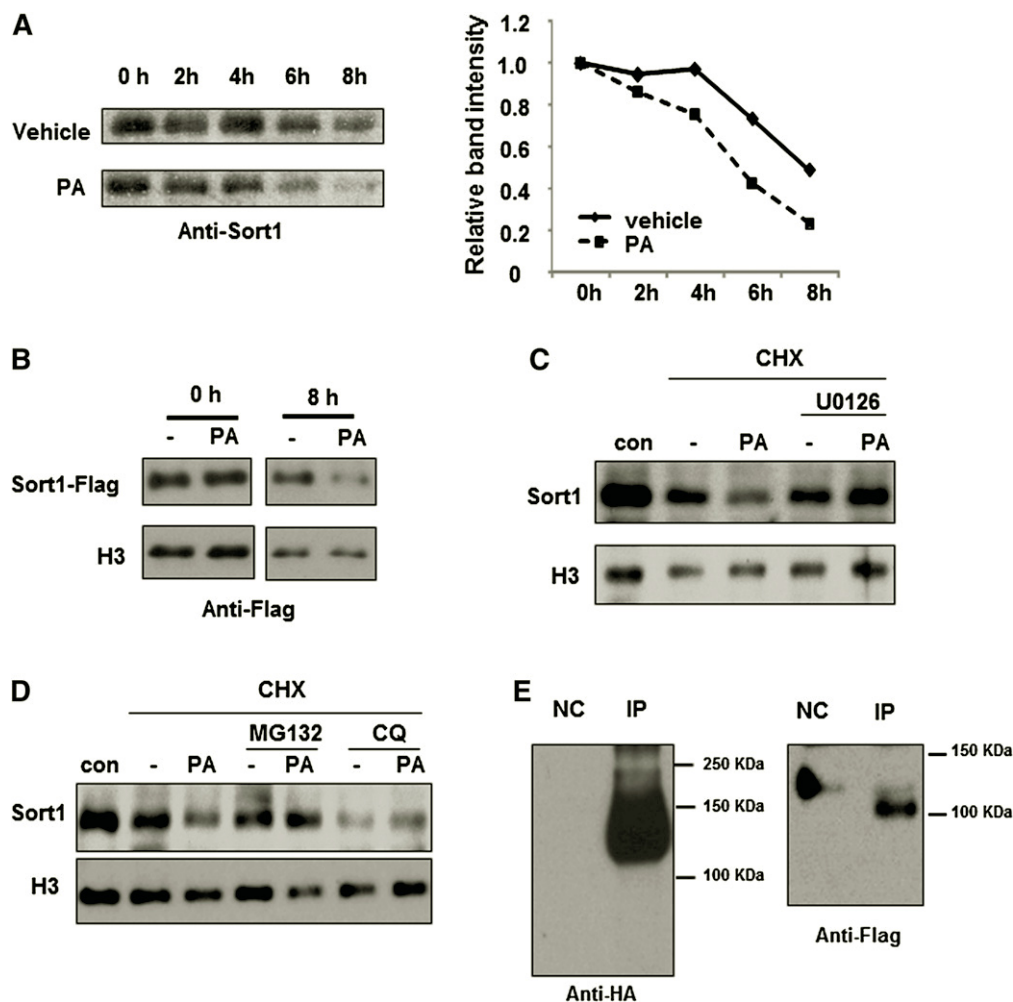 A
0 h 2h 4h 6h 8h
Vehicle
PA
Anti-Sort1
Relative band intensity
1.2
1.0
0.8
0.6
0.4
0.2
0
vehicle
PA
0h 2h 4h 6h 8h
B
0 h 8 h
- PA - PA
Sort1-Flag
H3
Anti-Flag
C
CHX
U0126
con - PA - PA
Sort1
H3
D
CHX
MG132 CQ
con - PA - PA - PA
Sort1
H3
E
NC IP
250 KDa
150 KDa
100 KDa
Anti-HA
NC IP
150 KDa
100 KDa
Anti-Flag